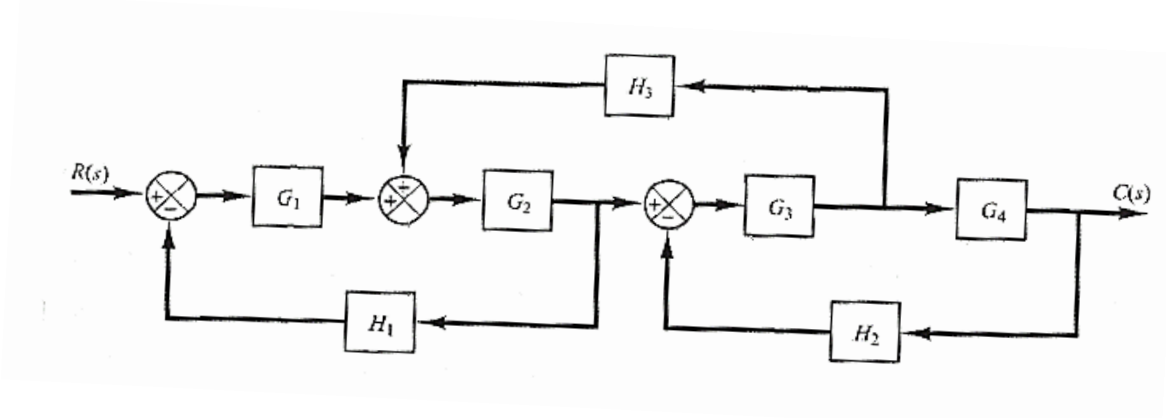 H₃
R(s)
G₁
G₂
G₃
G₄
C(s)
H₁
H₂
+
−
+
−
+
−